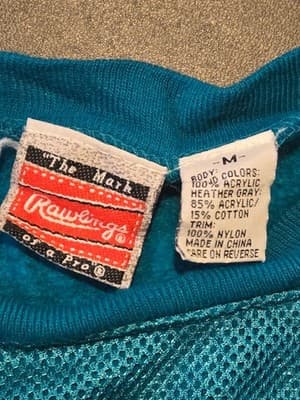 "The Mark
Rawlings®
of a Pro"®
- M -
BODY COLORS:
100% ACRYLIC
HEATHER GRAY:
85% ACRYLIC/
15% COTTON
TRIM:
100% NYLON
MADE IN CHINA
*ARE ON REVERSE